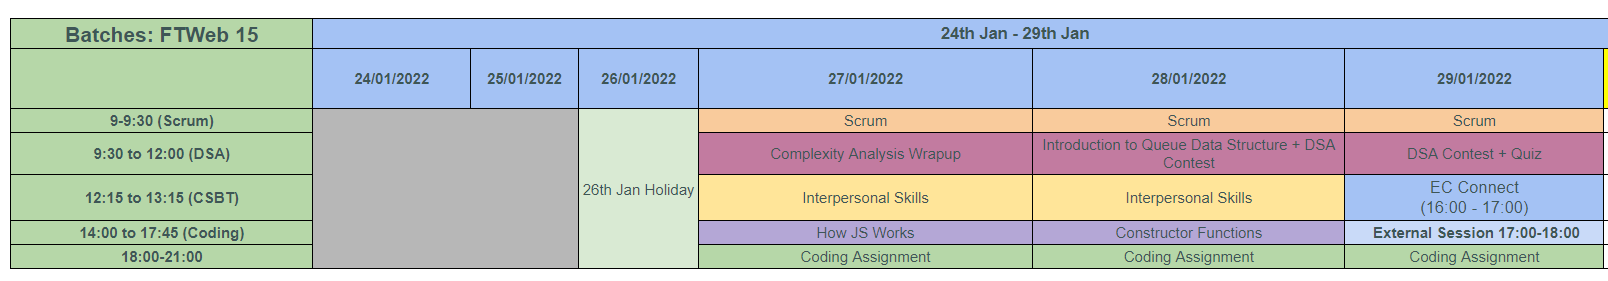 Batches: FTWeb 15
24th Jan - 29th Jan
24/01/2022
25/01/2022
26/01/2022
27/01/2022
28/01/2022
29/01/2022
9-9:30 (Scrum)
Scrum
Scrum
Scrum
9:30 to 12:00 (DSA)
Complexity Analysis Wrapup
Introduction to Queue Data Structure + DSA
Contest
DSA Contest + Quiz
26th Jan Holiday
12:15 to 13:15 (CSBT)
Interpersonal Skills
Interpersonal Skills
EC Connect
(16:00 - 17:00)
14:00 to 17:45 (Coding)
How JS Works
Constructor Functions
External Session 17:00-18:00
18:00-21:00
Coding Assignment
Coding Assignment
Coding Assignment